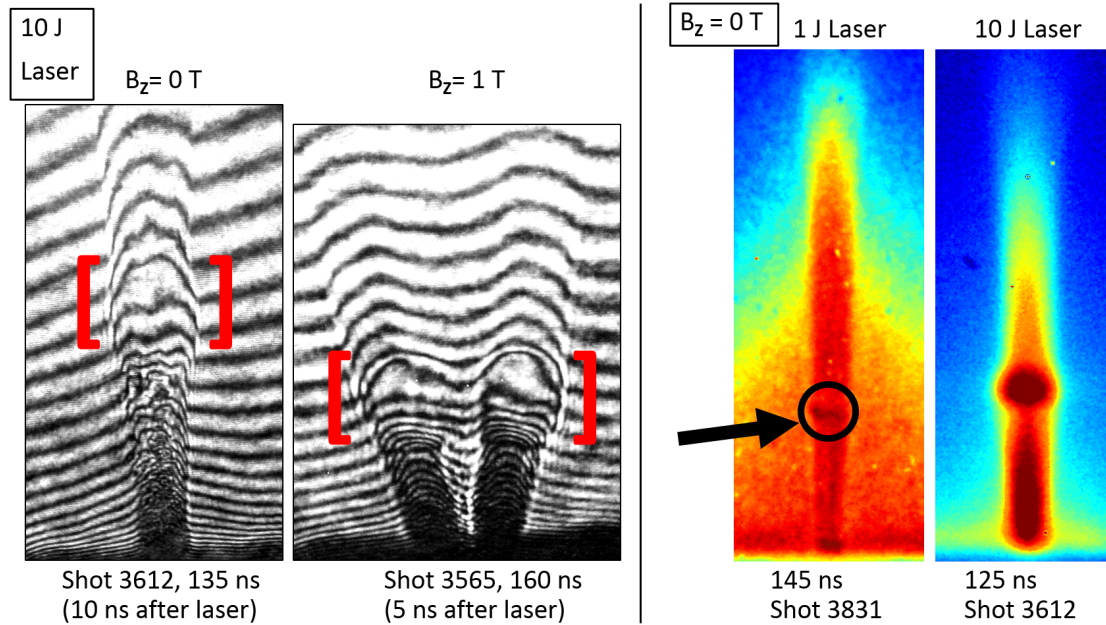 10 J
Laser
B_z= 0 T
B_z= 1 T
Shot 3612, 135 ns
(10 ns after laser)
Shot 3565, 160 ns
(5 ns after laser)
B_z = 0 T
1 J Laser
10 J Laser
145 ns
Shot 3831
125 ns
Shot 3612